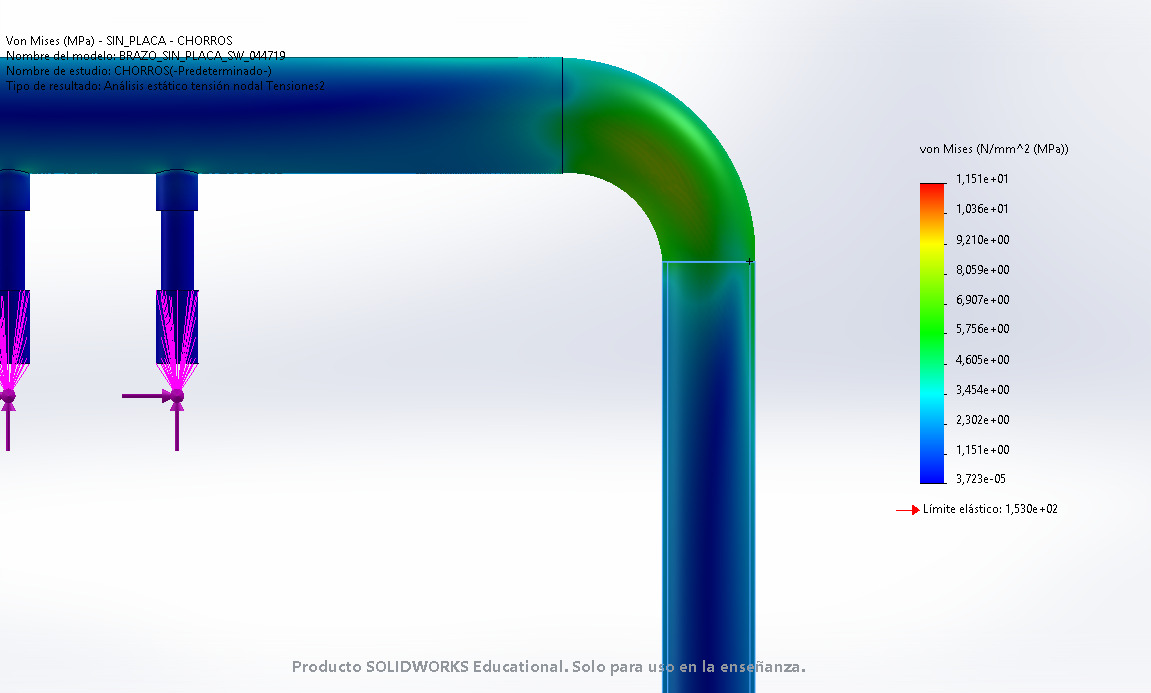 Von Mises (MPa) - SIN_PLACA - CHORROS
Nombre del modelo: BRAZO_SIN_PLACA_SW_044719
Nombre de estudio: CHORROS(-Predeterminado-)
Tipo de resultado: Análisis estático tensión nodal Tensiones2
von Mises (N/mm^2 (MPa))
1,151e+01
1,036e+01
9,210e+00
8,059e+00
6,907e+00
5,756e+00
4,605e+00
3,454e+00
2,302e+00
1,151e+00
3,723e-05
Límite elástico: 1,530e+02
Producto SOLIDWORKS Educational. Solo para uso en la enseñanza.